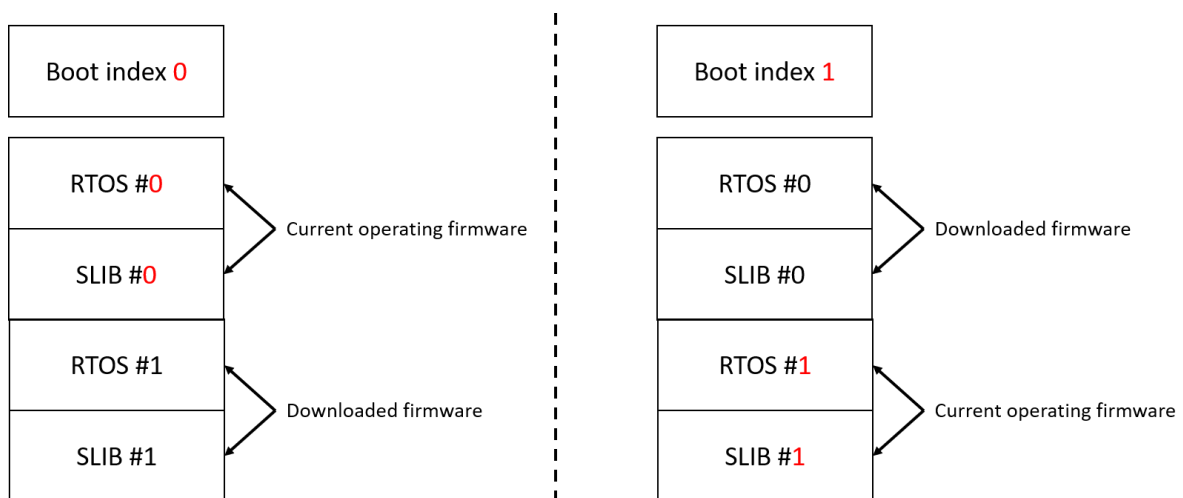 Boot index 0
RTOS #0
SLIB #0
Current operating firmware
RTOS #1
SLIB #1
Downloaded firmware
Boot index 1
RTOS #0
SLIB #0
Downloaded firmware
RTOS #1
SLIB #1
Current operating firmware